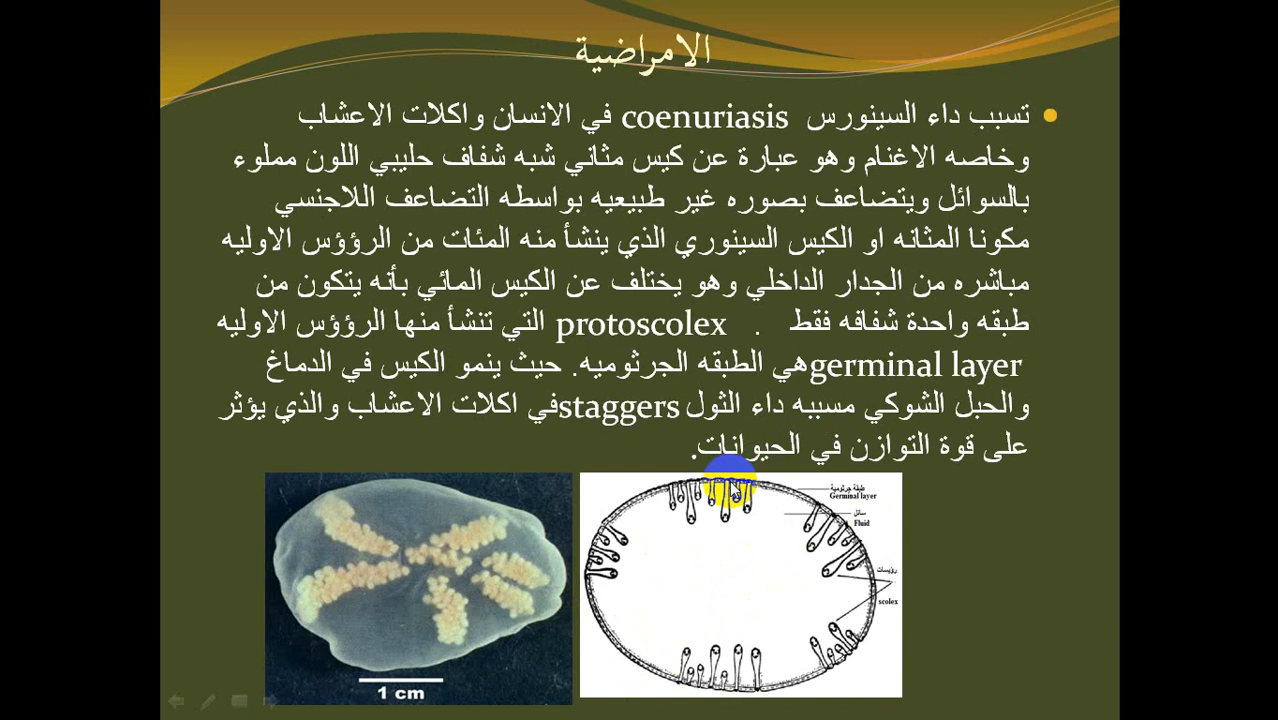 الامراضية
تسبب داء السينورس coenuriasis في الانسان واكلات الاعشاب
وخاصه الاغنام وهو عبارة عن كيس مثاني شبه شفاف حليبي اللون مملوء
بالسوائل ويتضاعف بصوره غير طبيعيه بواسطه التضاعف اللاجنسي
مكونا المثانه او الكيس السينوري الذي ينشأ منه المئات من الرؤؤس الاوليه
مباشره من الجدار الداخلي وهو يختلف عن الكيس المائي بأنه يتكون من
طبقه واحدة شفافه فقط . protoscolex التي تنشأ منها الرؤؤس الاوليه
germinal layerهي الطبقه الجرثوميه. حيث ينمو الكيس في الدماغ
والحبل الشوكي مسببه داء الثول staggersفي اكلات الاعشاب والذي يؤثر
على قوة التوازن في الحيوانات.
طبقة جرثومية
Germinal layer
سائل
Fluid
رؤيسات
scolex
1 cm